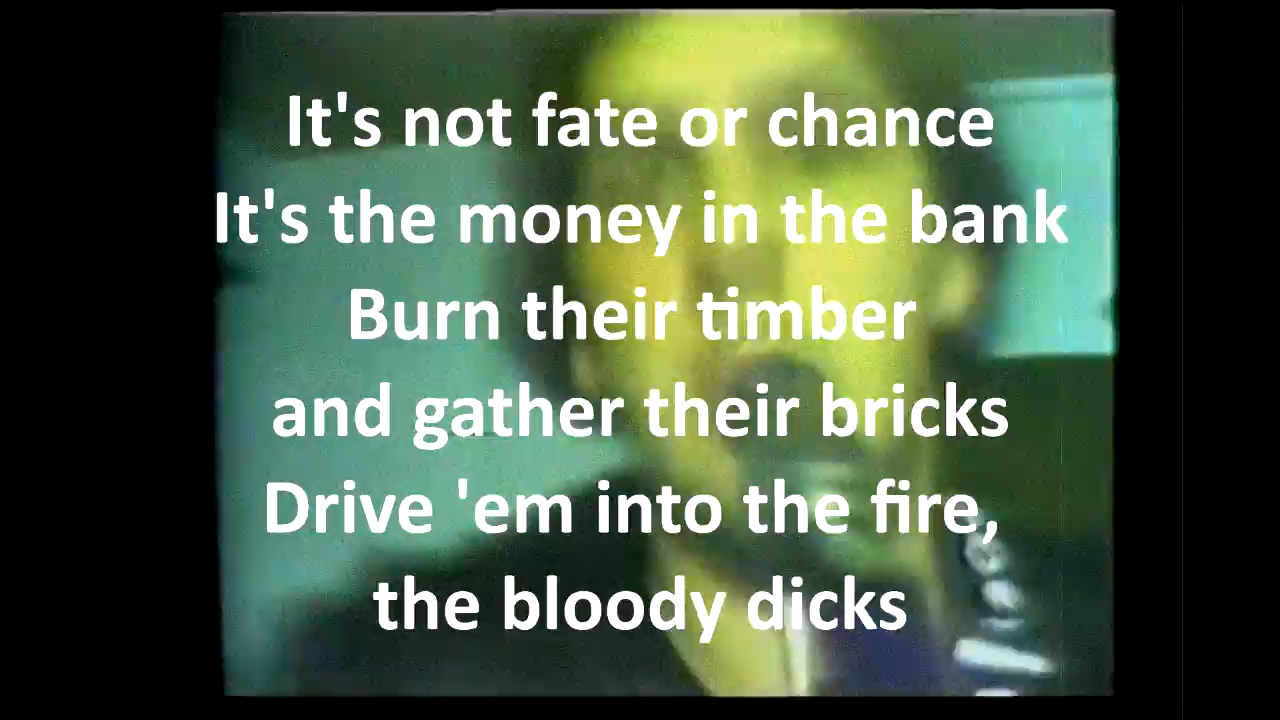 It's not fate or chance
It's the money in the bank
Burn their timber
and gather their bricks
Drive 'em into the fire,
the bloody dicks